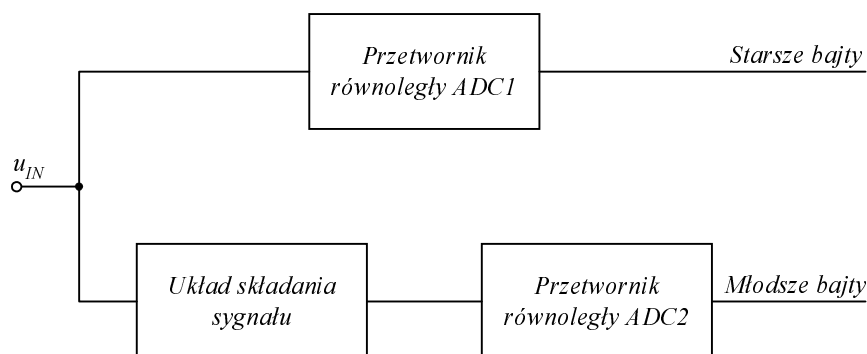 Przetwornik
równoległy ADC1
Starsze bajty
u_IN
Układ składania
sygnału
Przetwornik
równoległy ADC2
Młodsze bajty